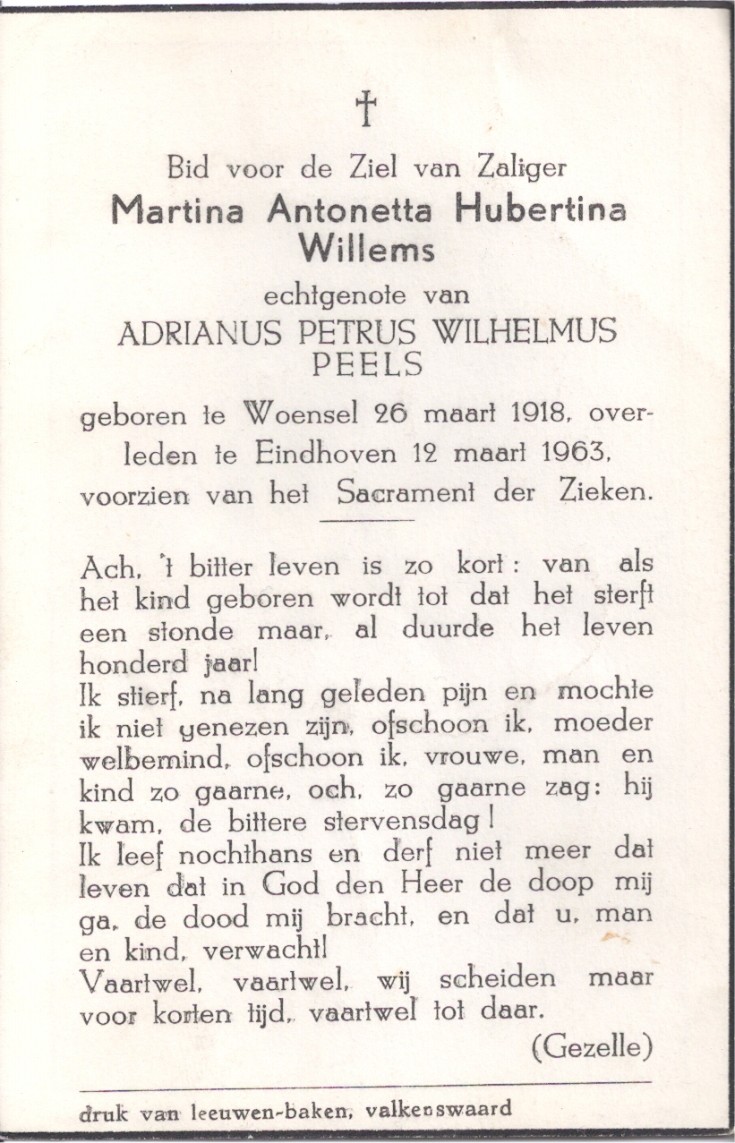 Bid voor de Ziel van Zaliger
Martina Antonetta Hubertina
Willems
echtgenote van
ADRIANUS PETRUS WILHELMUS
PEELS
geboren te Woensel 26 maart 1918, over-
leden te Eindhoven 12 maart 1963,
voorzien van het Sacrament der Zieken.
Ach, 't bitter leven is zo kort: van als
het kind geboren wordt tot dat het sterft
een stonde maar, al duurde het leven
honderd jaar!
Ik stierf, na lang geleden pijn en mochte
ik niet genezen zijn, ofschoon ik, moeder
welbemind, ofschoon ik, vrouwe, man en
kind zo gaarne, och, zo gaarne zag: hij
kwam, de bittere stervensdag!
Ik leef nochthans en derf niet meer dat
leven dat in God den Heer de doop mij
ga, de dood mij bracht, en dat u, man
en kind, verwacht!
Vaartwel, vaartwel, wij scheiden maar
voor korten tijd, vaartwel tot daar.
(Gezelle)
druk van leeuwen-baken, valkenswaard